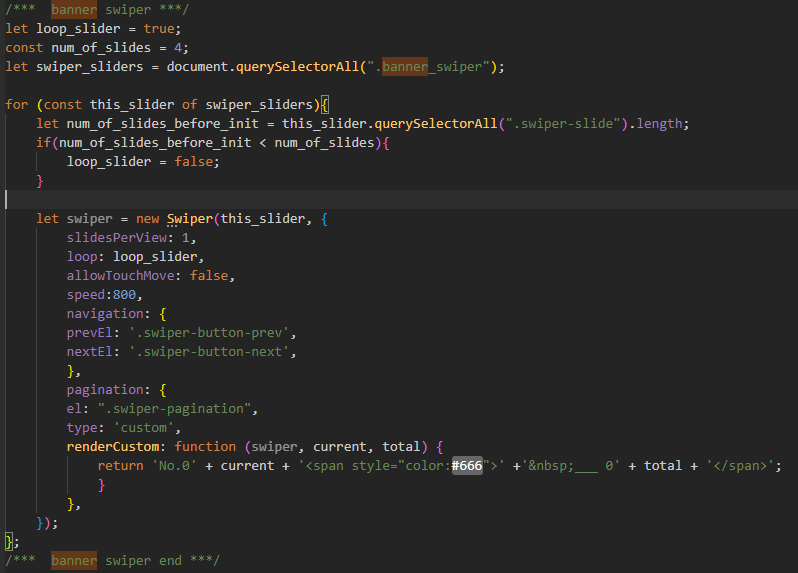 /***  banner swiper ***/
let loop_slider = true;
const num_of_slides = 4;
let swiper_sliders = document.querySelectorAll(".banner_swiper");
for (const this_slider of swiper_sliders){
let num_of_slides_before_init = this_slider.querySelectorAll(".swiper-slide").length;
if(num_of_slides_before_init < num_of_slides){
loop_slider = false;
}
let swiper = new Swiper(this_slider, {
slidesPerView: 1,
loop: loop_slider,
allowTouchMove: false,
speed:800,
navigation: {
prevEl: '.swiper-button-prev',
nextEl: '.swiper-button-next',
},
pagination: {
el: ".swiper-pagination",
type: 'custom',
renderCustom: function (swiper, current, total) {
return 'No.0' + current + '<span style="color:#666">' +'&nbsp;___ 0' + total + '</span>';
}
},
});
};
/***  banner swiper end ***/